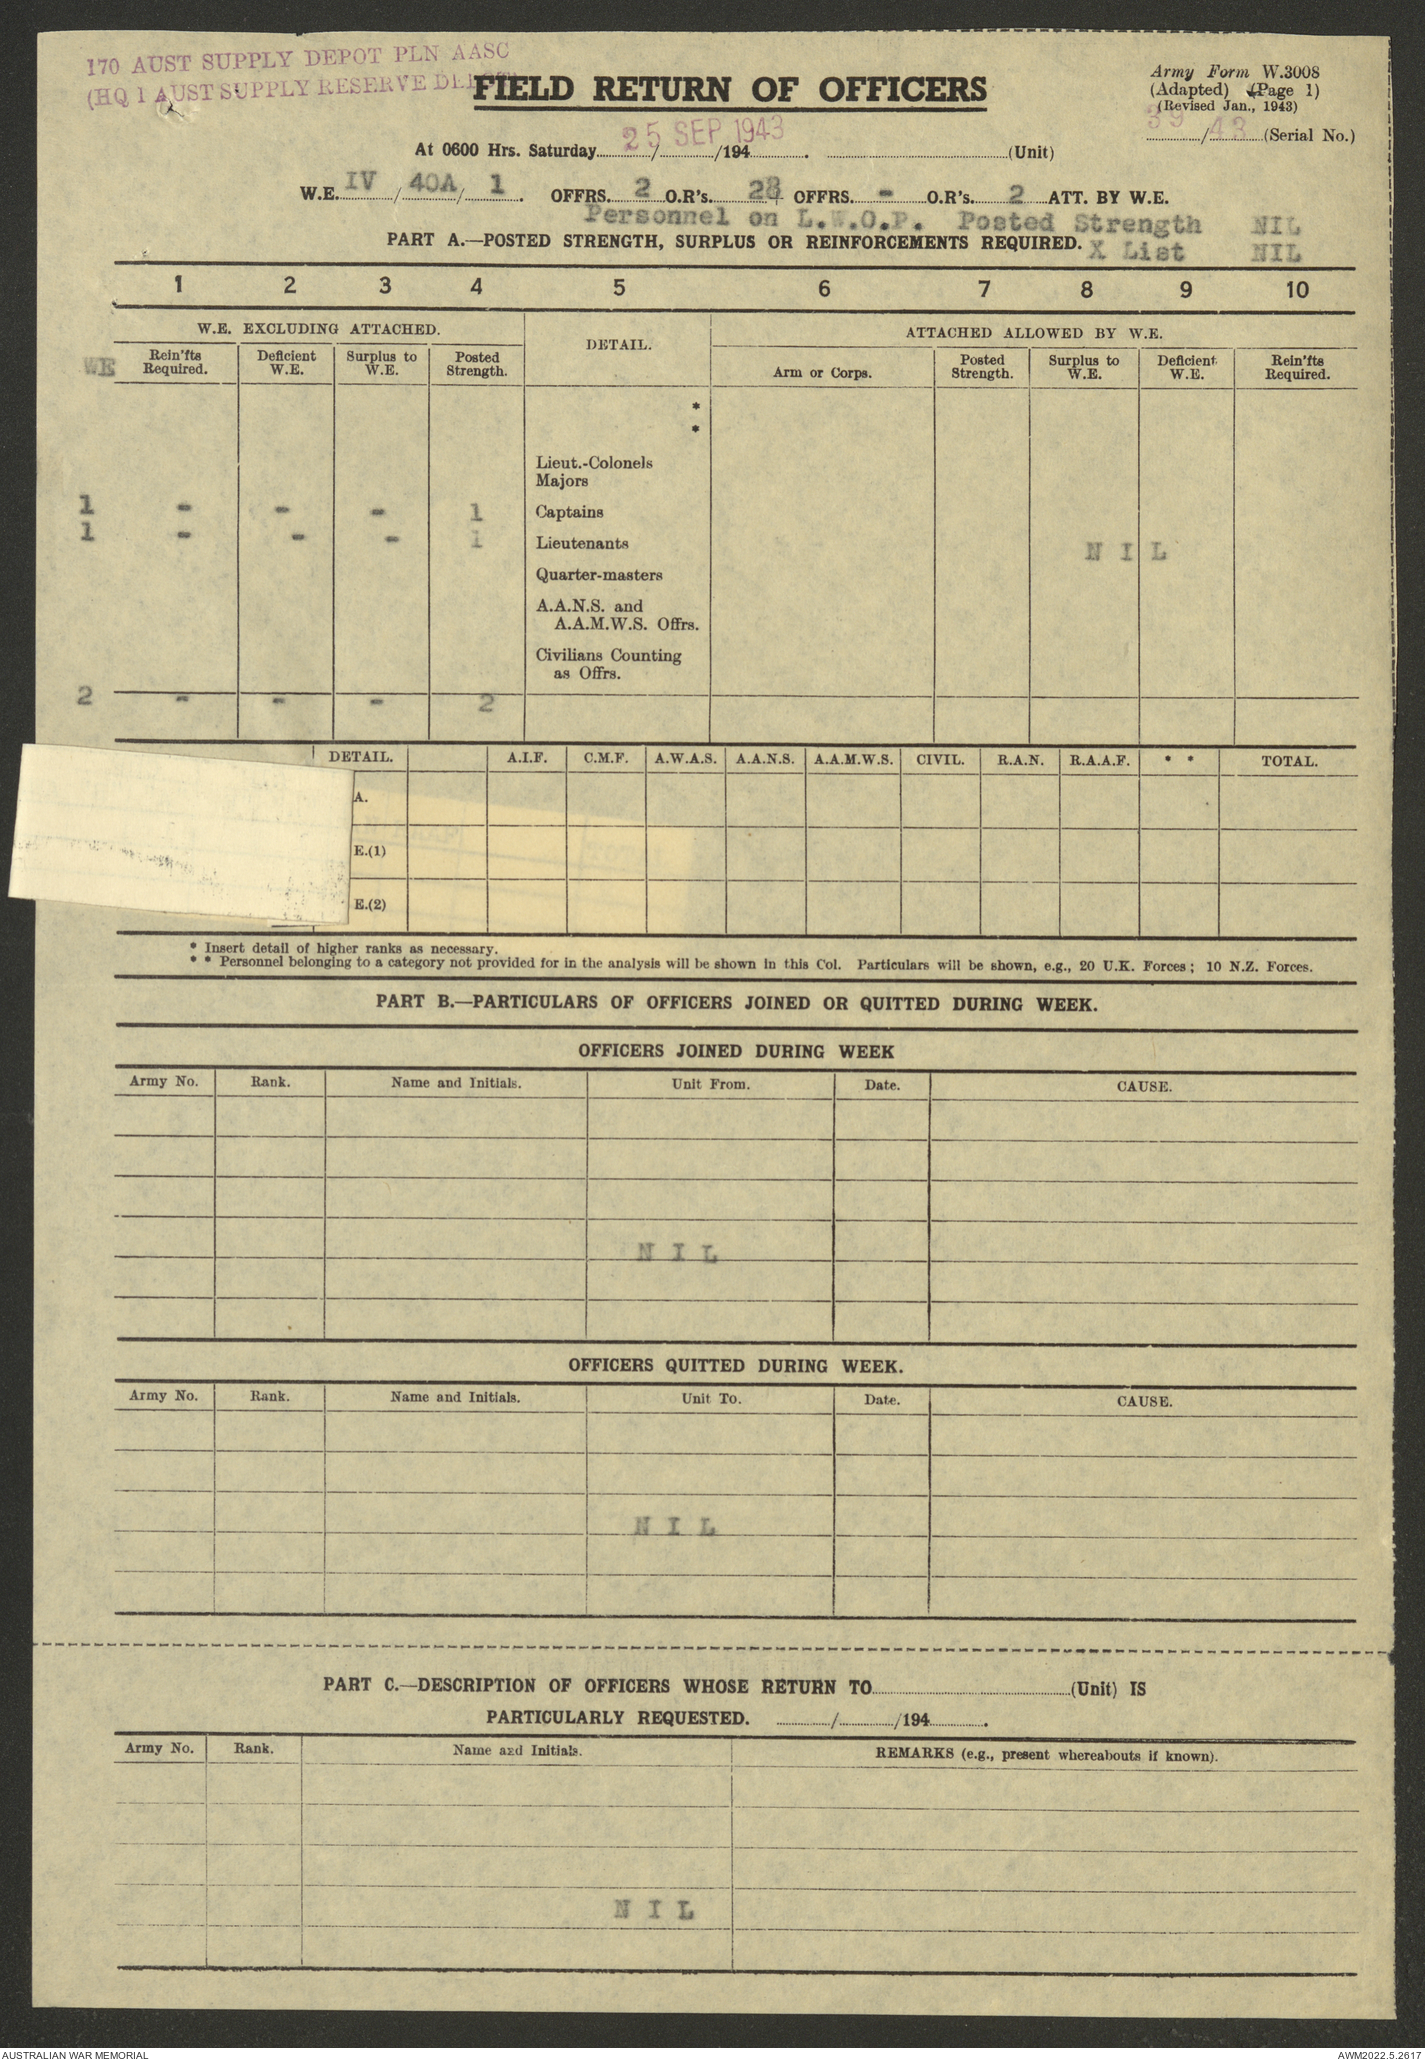 170 AUST SUPPLY DEPOT PLN AASC
(HQ 1 AUST SUPPLY RESERVE DEPOT)
FIELD RETURN OF OFFICERS
Army Form W.3008
(Adapted) (Page 1)
(Revised Jan., 1943)
39/43 (Serial No.)
At 0600 Hrs. Saturday 25 SEP 1943 / /194 . (Unit)
W.E. IV / 40A / 1 . OFFRS. 2 O.R's. 28 OFFRS. - O.R's. 2 ATT. BY W.E.
Personnel on L.W.O.P. Posted Strength NIL
PART A.—POSTED STRENGTH, SURPLUS OR REINFORCEMENTS REQUIRED. X List NIL
1 2 3 4 5 6 7 8 9 10
W.E. EXCLUDING ATTACHED. DETAIL. ATTACHED ALLOWED BY W.E.
WE Rein'fts Required. Deficient W.E. Surplus to W.E. Posted Strength. Arm or Corps. Posted Strength. Surplus to W.E. Deficient W.E. Rein'fts Required.
*
*
Lieut.-Colonels
Majors
1 - - - 1 Captains
1 - - - 1 Lieutenants
N I L
Quarter-masters
A.A.N.S. and
A.A.M.W.S. Offrs.
Civilians Counting
as Offrs.
2 - - - 2
DETAIL. A.I.F. C.M.F. A.W.A.S. A.A.N.S. A.A.M.W.S. CIVIL. R.A.N. R.A.A.F. * * TOTAL.
A.
E.(1)
E.(2)
* Insert detail of higher ranks as necessary.
* * Personnel belonging to a category not provided for in the analysis will be shown in this Col. Particulars will be shown, e.g., 20 U.K. Forces; 10 N.Z. Forces.
PART B.—PARTICULARS OF OFFICERS JOINED OR QUITTED DURING WEEK.
OFFICERS JOINED DURING WEEK
Army No. Rank. Name and Initials. Unit From. Date. CAUSE.
N I L
OFFICERS QUITTED DURING WEEK.
Army No. Rank. Name and Initials. Unit To. Date. CAUSE.
N I L
PART C.—DESCRIPTION OF OFFICERS WHOSE RETURN TO (Unit) IS
PARTICULARLY REQUESTED. / /194 .
Army No. Rank. Name and Initials. REMARKS (e.g., present whereabouts if known).
N I L
AUSTRALIAN WAR MEMORIAL AWM2022.5.2617